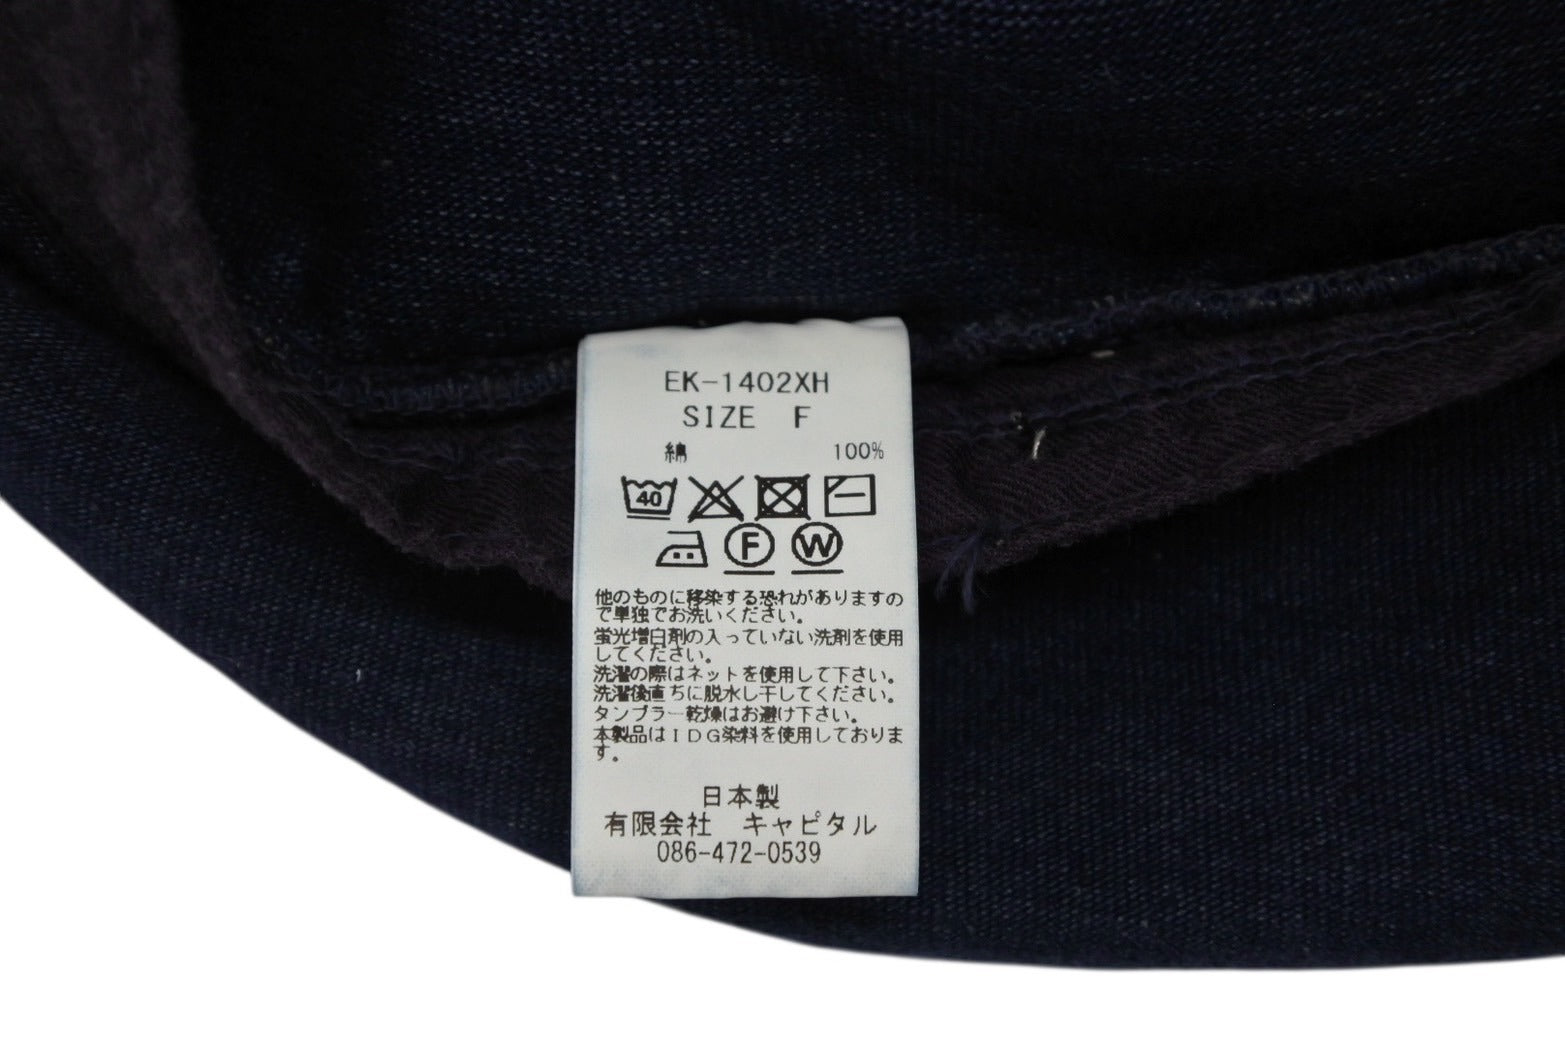 EK-1402XH
SIZE F
綿 100%
40
F W
他のものに移染する恐れがありますの
で単独でお洗いください。
蛍光増白剤の入っていない洗剤を使用
してください。
洗濯の際はネットを使用して下さい。
洗濯後直ちに脱水し干してください。
タンブラー乾燥はお避け下さい。
本製品はIDG染料を使用しておりま
す。
日本製
有限会社 キャピタル
086-472-0539